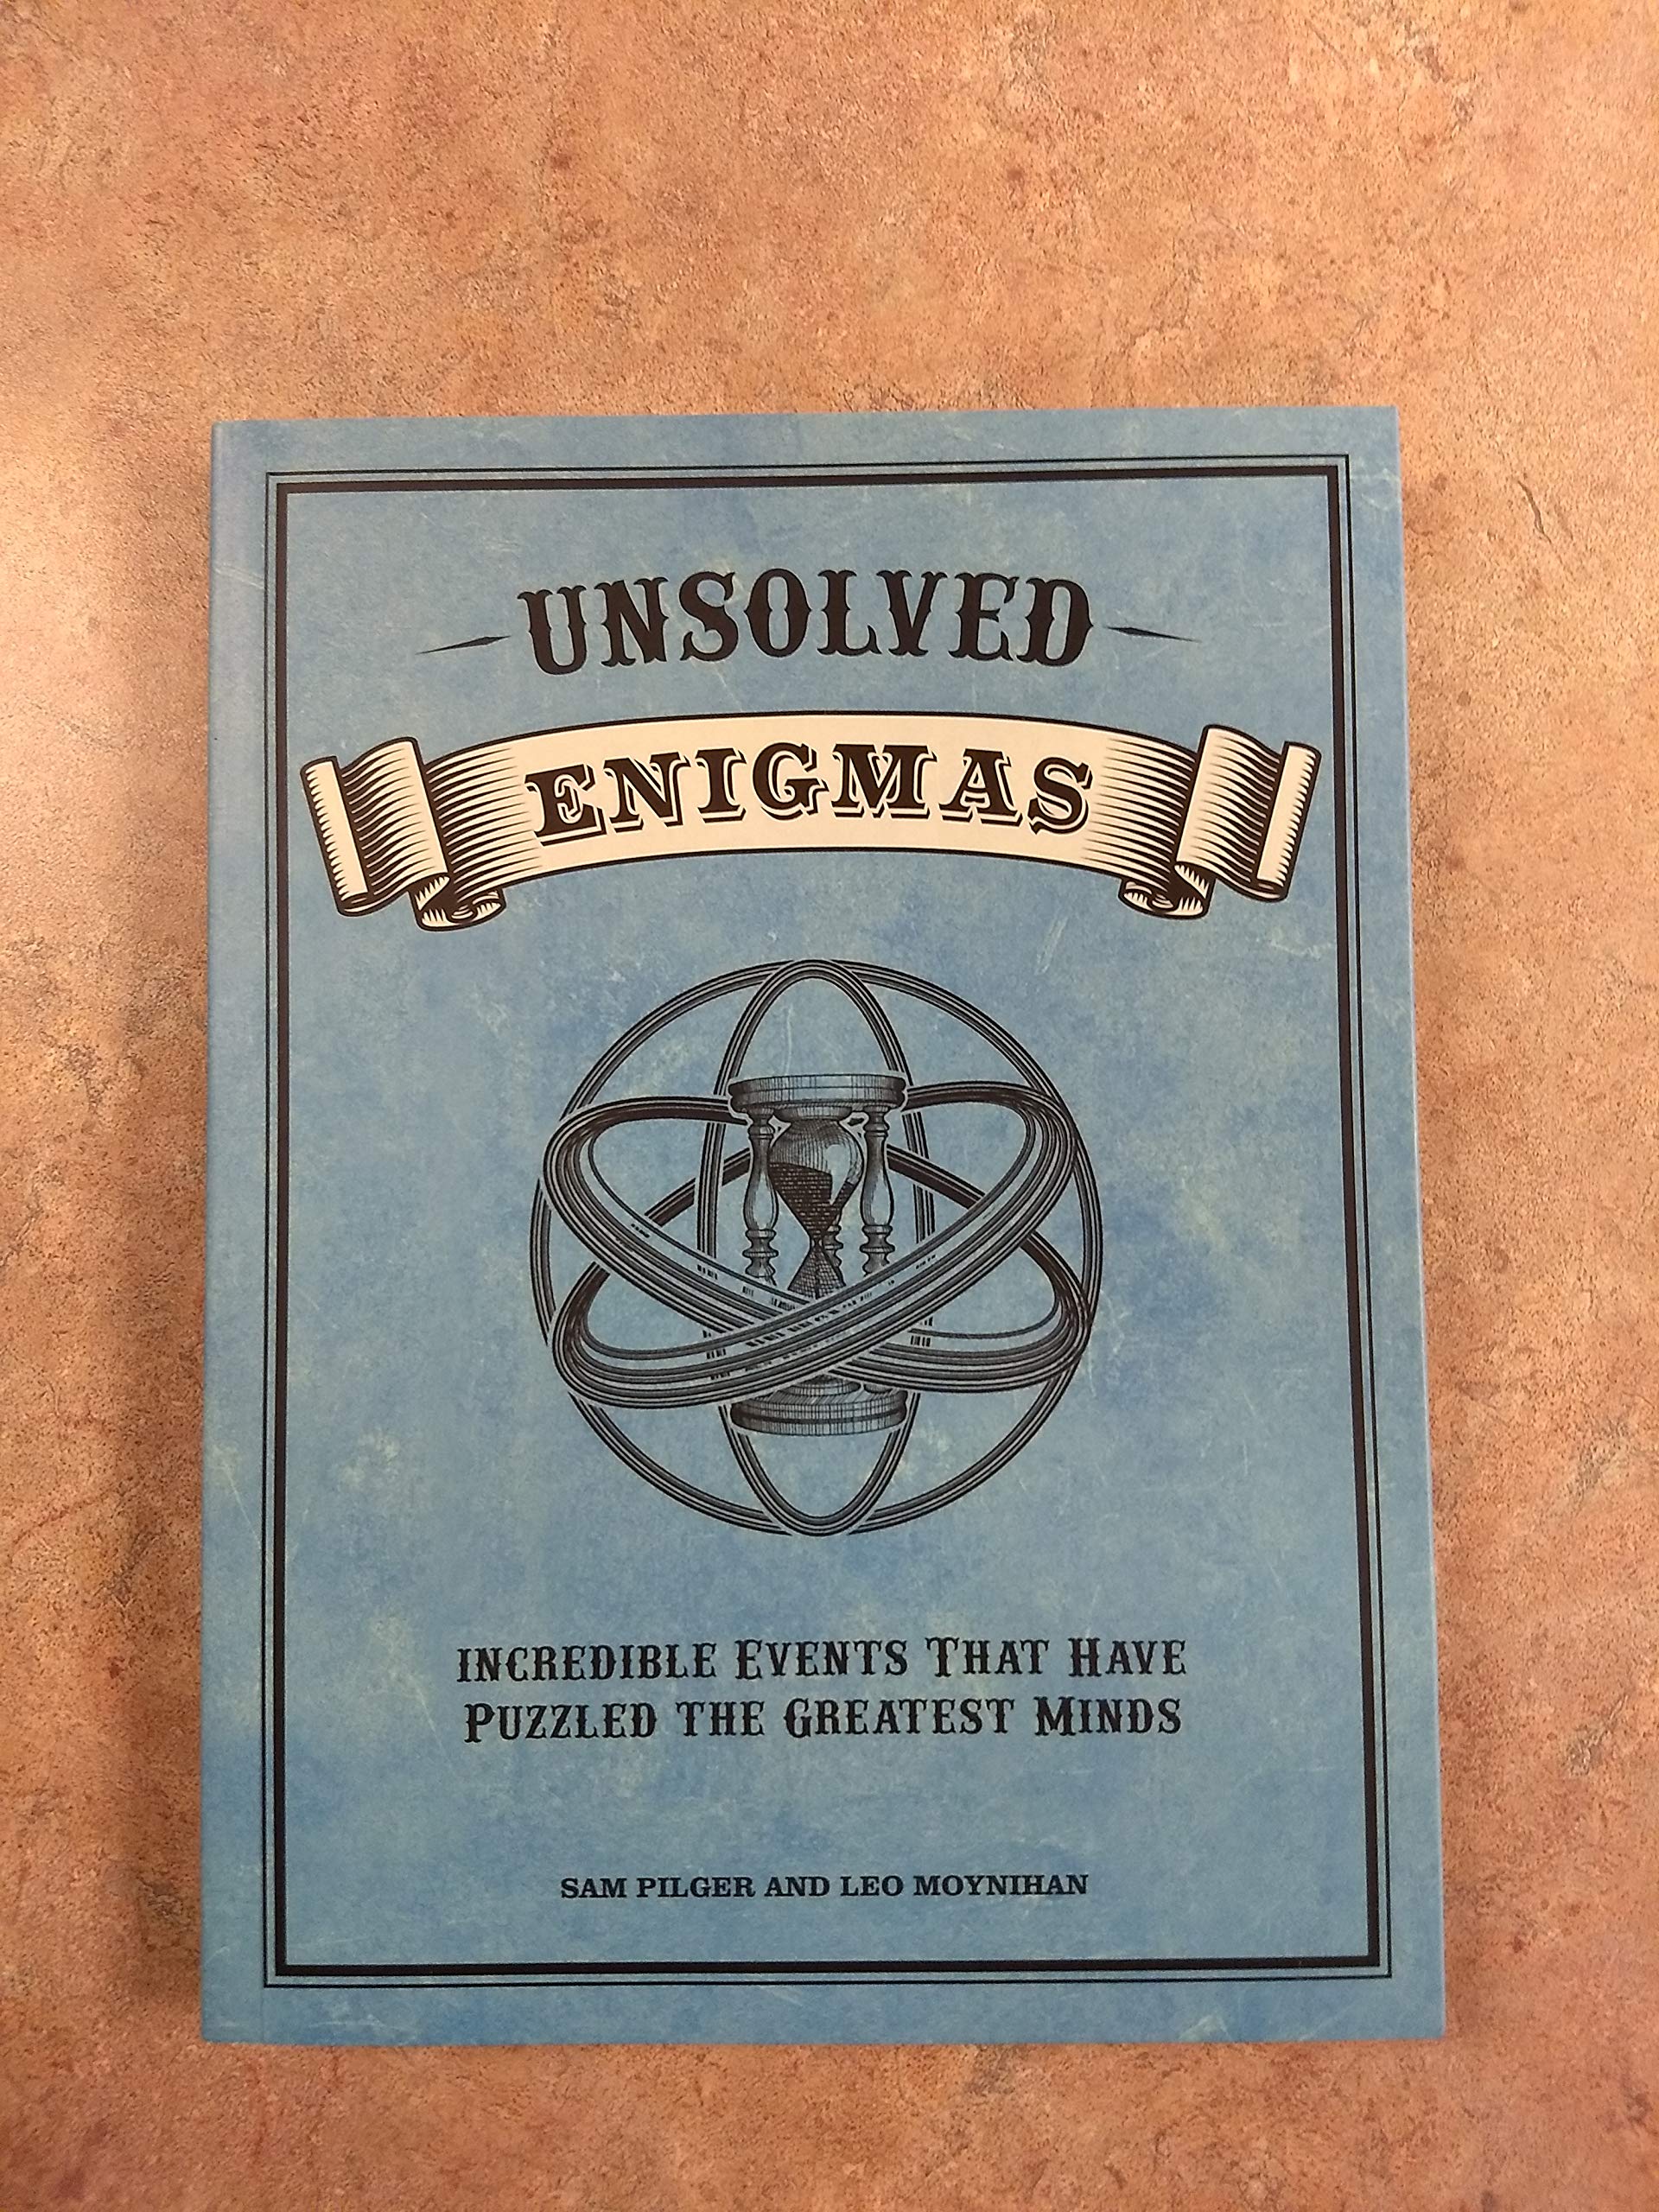 UNSOLVED
ENIGMAS
INCREDIBLE EVENTS THAT HAVE
PUZZLED THE GREATEST MINDS
SAM PILGER AND LEO MOYNIHAN